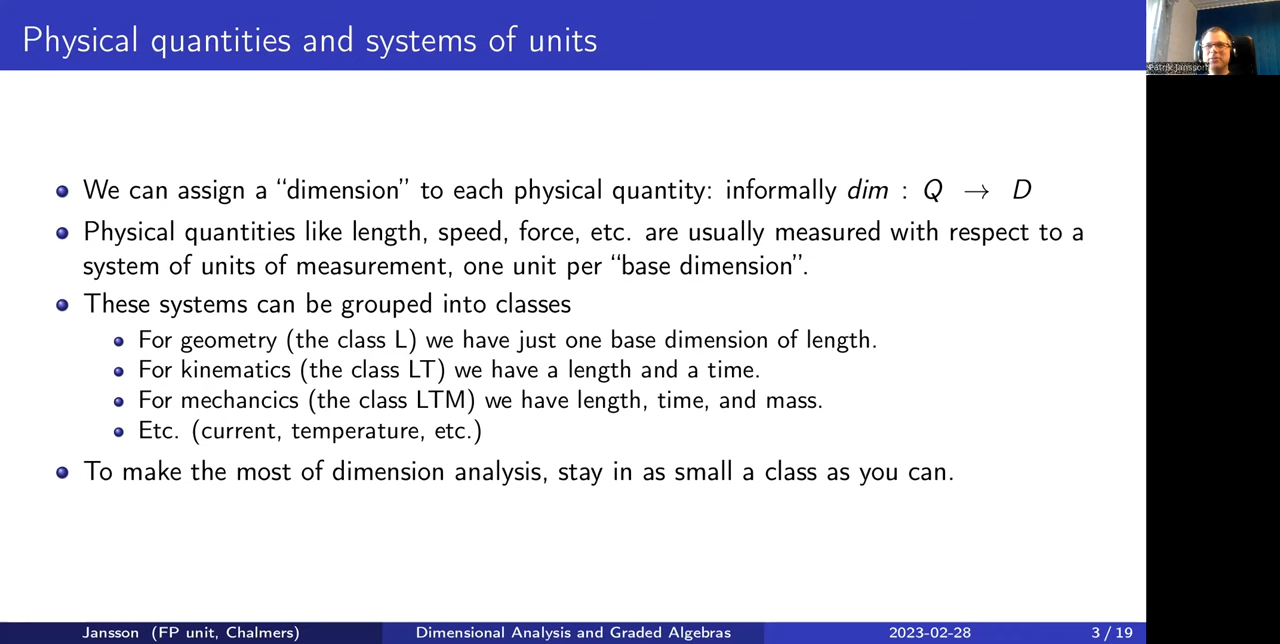 Physical quantities and systems of units
Patrik Jansson
We can assign a “dimension” to each physical quantity: informally dim : Q → D
Physical quantities like length, speed, force, etc. are usually measured with respect to a
system of units of measurement, one unit per “base dimension”.
These systems can be grouped into classes
For geometry (the class L) we have just one base dimension of length.
For kinematics (the class LT) we have a length and a time.
For mechancics (the class LTM) we have length, time, and mass.
Etc. (current, temperature, etc.)
To make the most of dimension analysis, stay in as small a class as you can.
Jansson (FP unit, Chalmers) Dimensional Analysis and Graded Algebras 2023-02-28 3 / 19